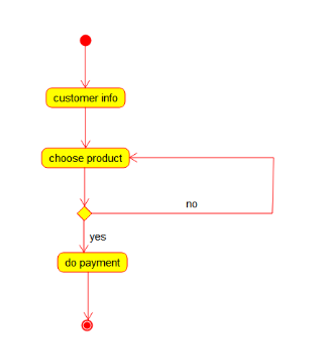 customer info
choose product
no
yes
do payment